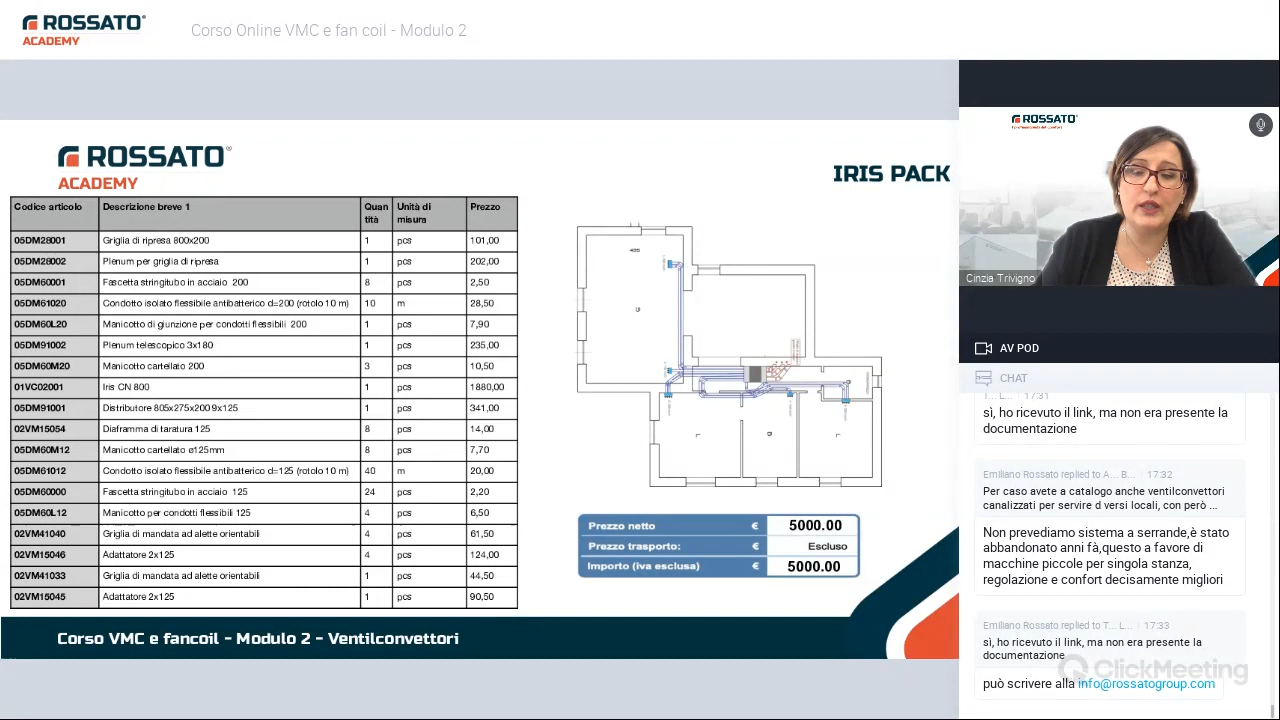 ROSSATO
ACADEMY
Corso Online VMC e fan coil - Modulo 2
ROSSATO
ACADEMY
IRIS PACK
Codice articolo Descrizione breve 1 Quantità Unità di misura Prezzo
05DM28001 Griglia di ripresa 800x200 1 pcs 101,00
05DM28002 Plenum per griglia di ripresa 1 pcs 202,00
05DM60001 Fascetta stringitubo in acciaio 200 8 pcs 2,50
05DM61020 Condotto isolato flessibile antibatterico d=200 (rotolo 10 m) 10 m 28,50
05DM60L20 Manicotto di giunzione per condotti flessibili 200 1 pcs 7,90
05DM91002 Plenum telescopico 3x180 1 pcs 235,00
05DM60M20 Manicotto cartellato 200 3 pcs 10,50
01VC02001 Iris CN 800 1 pcs 1880,00
05DM91001 Distributore 805x275x200 9x125 1 pcs 341,00
02VM15054 Diaframma di taratura 125 8 pcs 14,00
05DM60M12 Manicotto cartellato ø125mm 8 pcs 7,70
05DM61012 Condotto isolato flessibile antibatterico d=125 (rotolo 10 m) 40 m 20,00
05DM60000 Fascetta stringitubo in acciaio 125 24 pcs 2,20
05DM60L12 Manicotto per condotti flessibili 125 4 pcs 6,50
02VM41040 Griglia di mandata ad alette orientabili 4 pcs 61,50
02VM15046 Adattatore 2x125 4 pcs 124,00
02VM41033 Griglia di mandata ad alette orientabili 1 pcs 44,50
02VM15045 Adattatore 2x125 1 pcs 90,50
Prezzo netto € 5000.00
Prezzo trasporto: € Escluso
Importo (iva esclusa) € 5000.00
Corso VMC e fancoil - Modulo 2 - Ventilconvettori
ROSSATO
Cinzia Trivigno
AV POD
CHAT
T... L... 17:31
sì, ho ricevuto il link, ma non era presente la
documentazione
Emiliano Rossato replied to A... B... 17:32
Per caso avete a catalogo anche ventilconvettori
canalizzati per servire d versi locali, con però ...
Non prevediamo sistema a serrande,è stato
abbandonato anni fà,questo a favore di
macchine piccole per singola stanza,
regolazione e confort decisamente migliori
Emiliano Rossato replied to T... L... 17:33
sì, ho ricevuto il link, ma non era presente la
documentazione
ClickMeeting
può scrivere alla info@rossatogroup.com